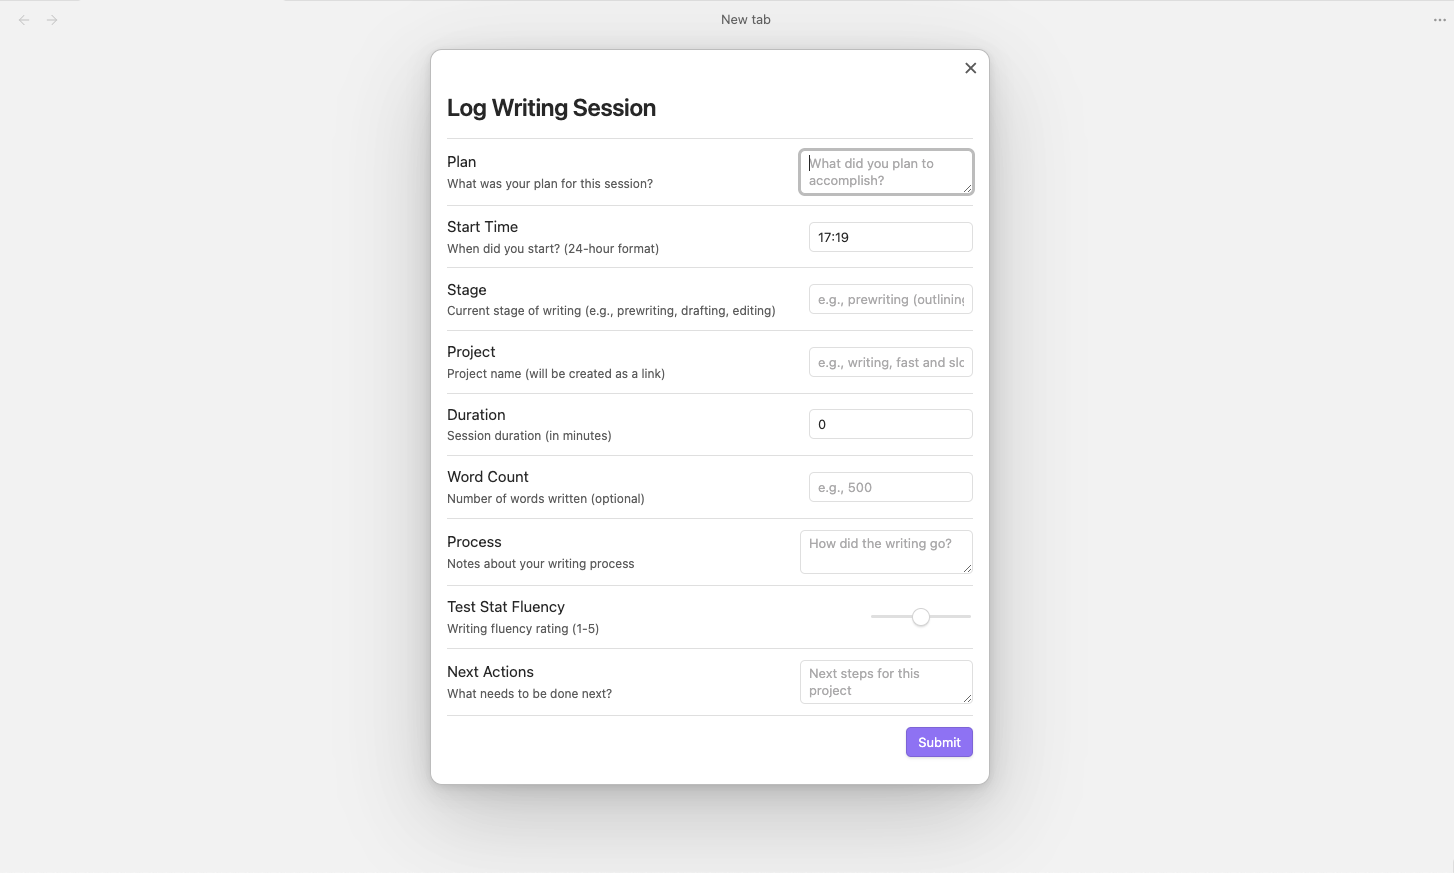 New tab
Log Writing Session
Plan
What was your plan for this session?
What did you plan to
accomplish?
Start Time
When did you start? (24-hour format)
17:19
Stage
Current stage of writing (e.g., prewriting, drafting, editing)
e.g., prewriting (outlining
Project
Project name (will be created as a link)
e.g., writing, fast and slo
Duration
Session duration (in minutes)
0
Word Count
Number of words written (optional)
e.g., 500
Process
Notes about your writing process
How did the writing go?
Test Stat Fluency
Writing fluency rating (1-5)
Next Actions
What needs to be done next?
Next steps for this
project
Submit